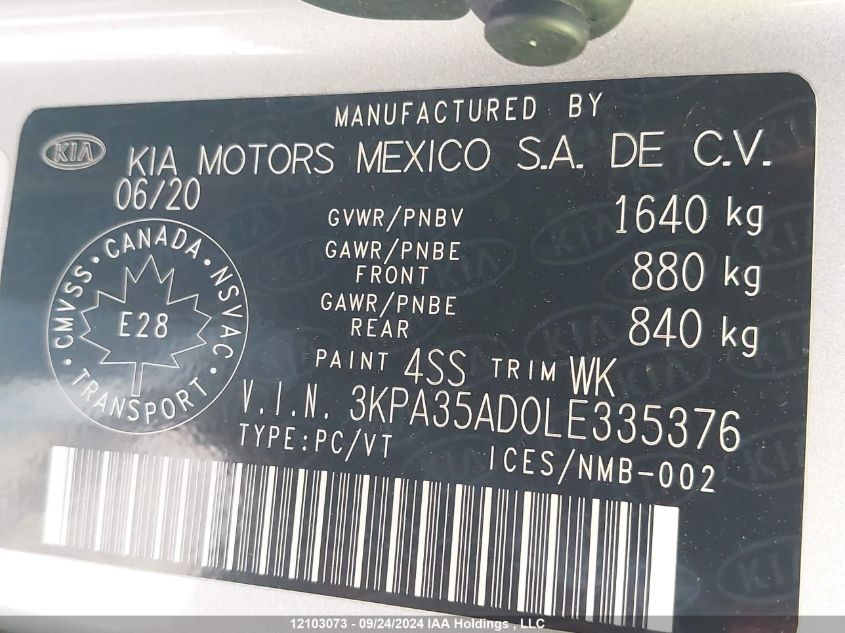 MANUFACTURED BY
KIA
KIA MOTORS MEXICO S.A. DE C.V.
06/20
GVWR/PNBV 1640 kg
GAWR/PNBE
FRONT 880 kg
GAWR/PNBE
REAR 840 kg
CANADA • NSVAC • TRANSPORT • CMVSS •
E28
PAINT 4SS TRIM WK
V.I.N. 3KPA35AD0LE335376
TYPE:PC/VT ICES/NMB-002
12103073 - 09/24/2024 IAA Holdings, LLC